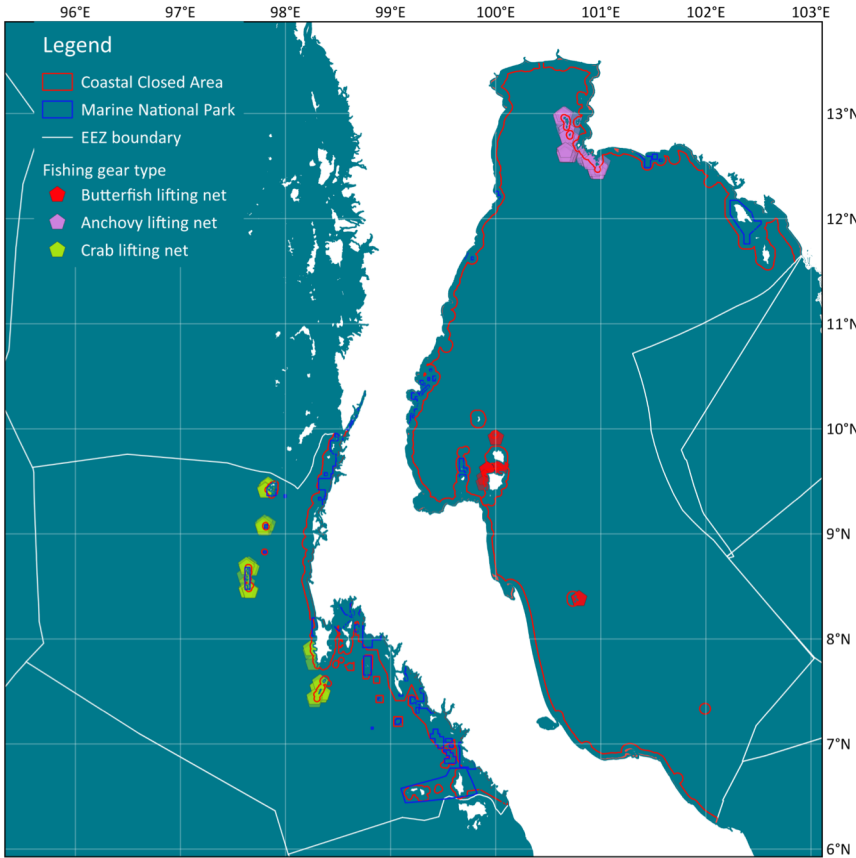 96°E 97°E 98°E 99°E 100°E 101°E 102°E 103°E
Legend
Coastal Closed Area
Marine National Park
EEZ boundary
Fishing gear type
Butterfish lifting net
Anchovy lifting net
Crab lifting net
13°N
12°N
11°N
10°N
9°N
8°N
7°N
6°N